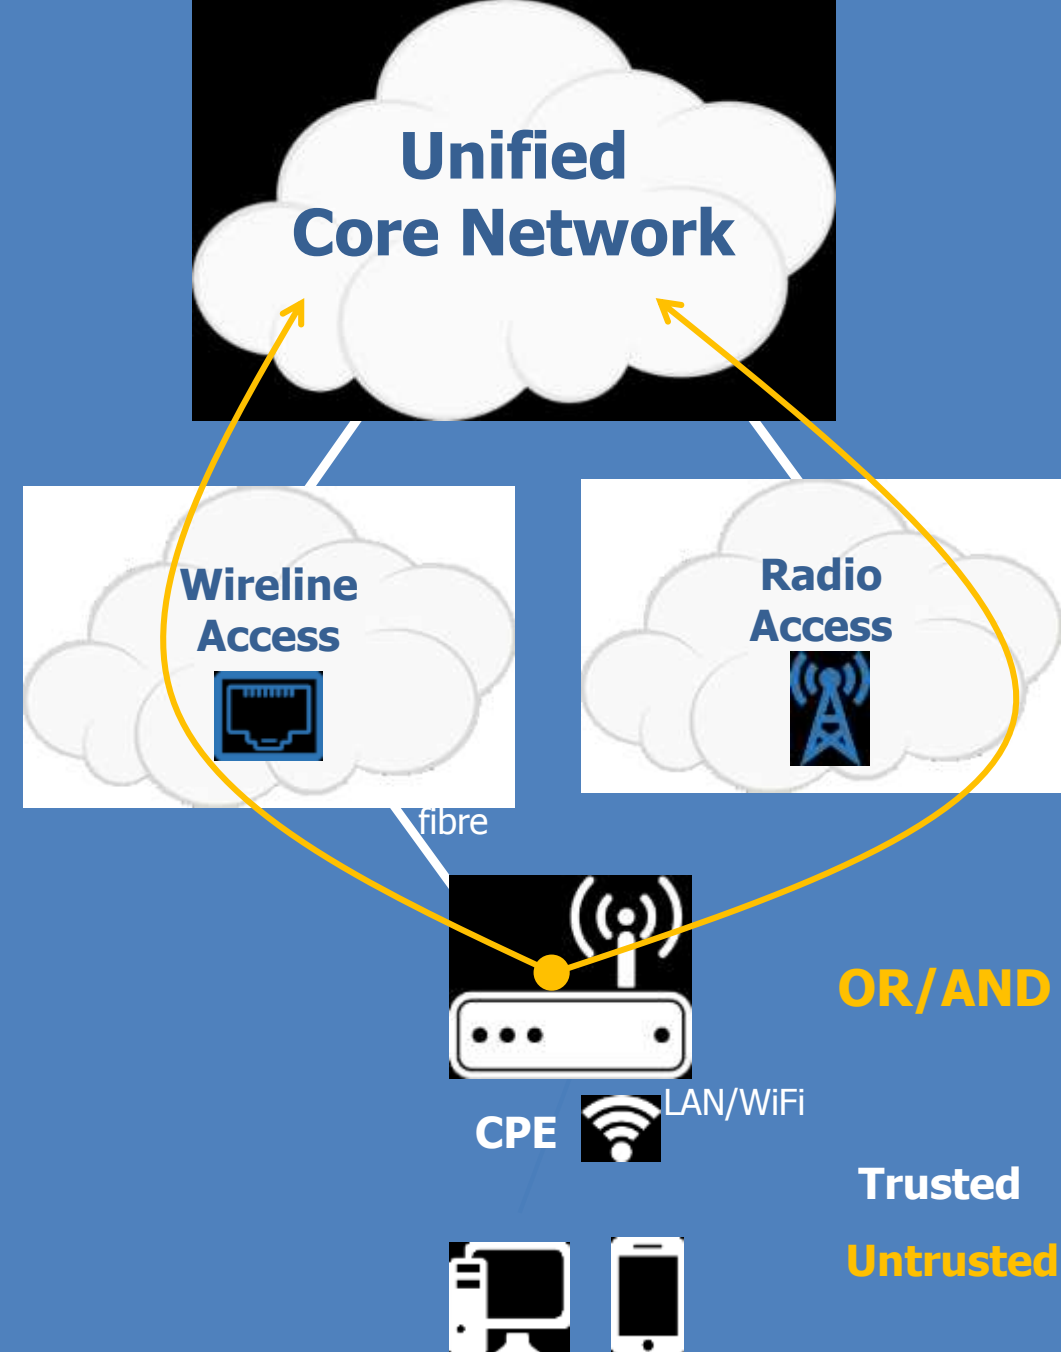 Unified
Core Network
Wireline
Access
Radio
Access
fibre
OR/AND
LAN/WiFi
CPE
Trusted
Untrusted